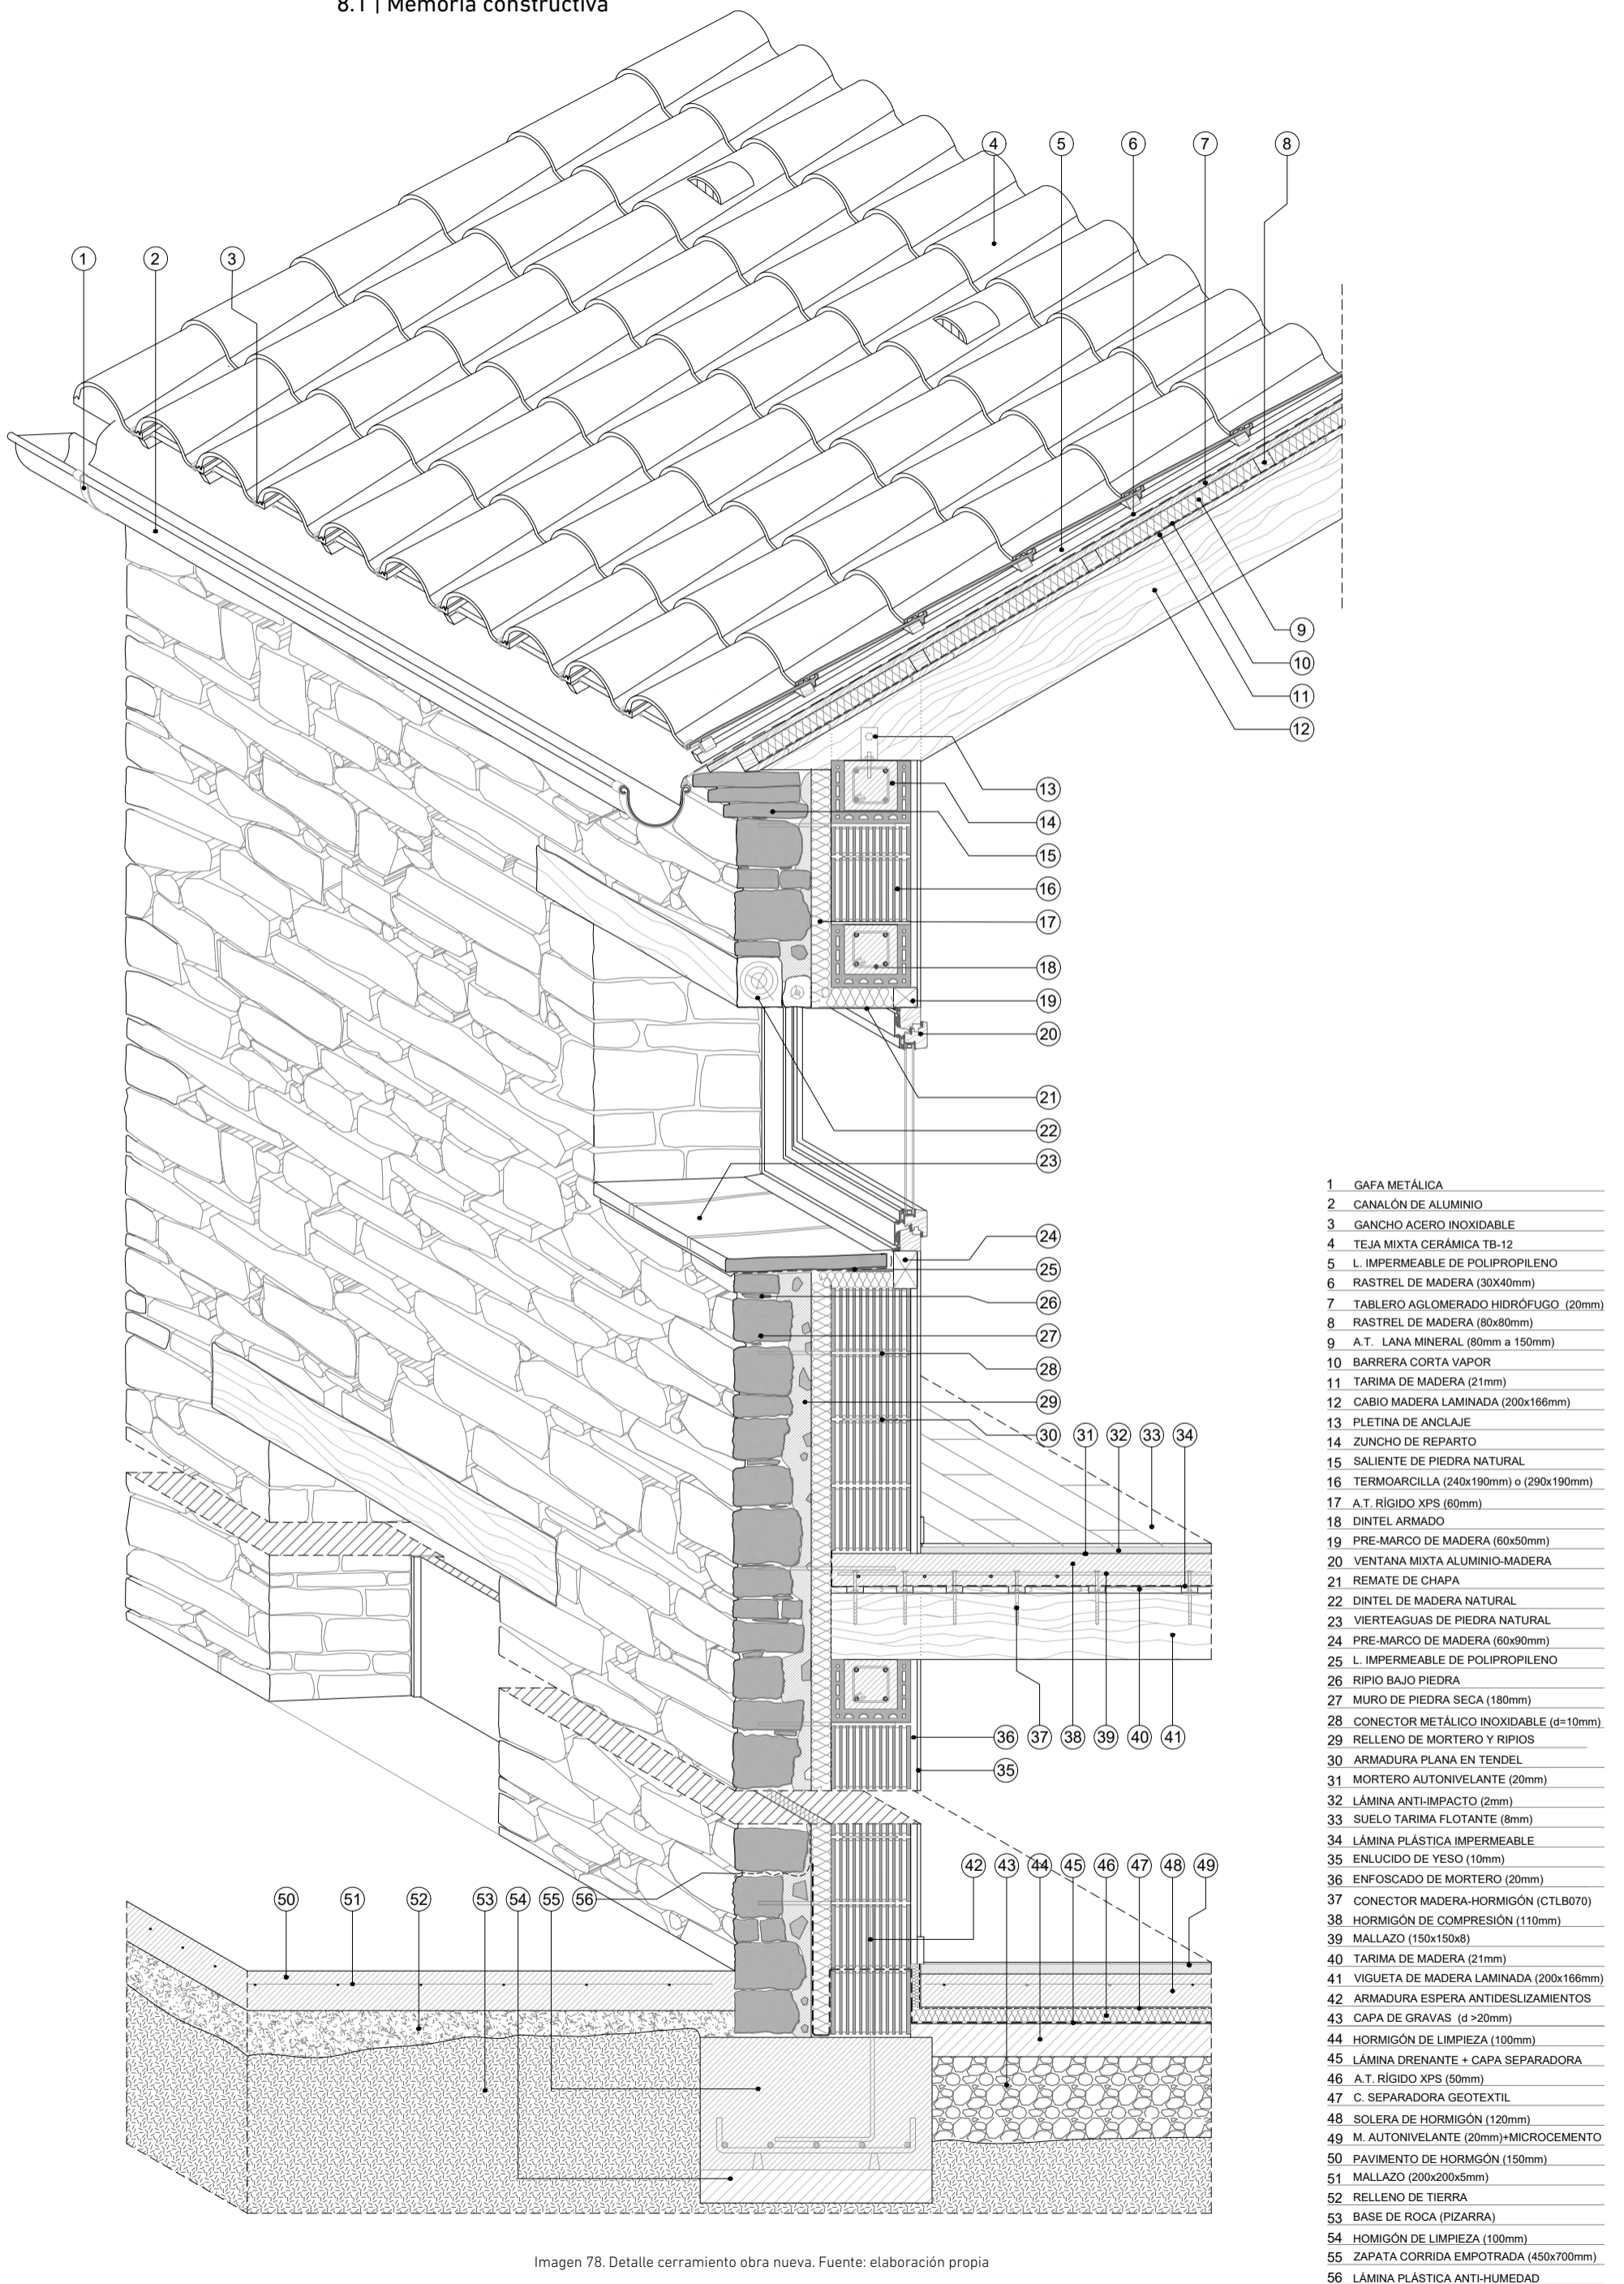 8.1 | Memoria constructiva
4 5 6 7 8
1 2 3
9
10
11
12
13
14
15
16
17
18
19
20
21
22
23
24
25
26
27
28
29
30 31 32 33 34
36 37 38 39 40 41
35
42 43 44 45 46 47 48 49
50 51 52 53 54 55 56
1 GAFA METÁLICA
2 CANALÓN DE ALUMINIO
3 GANCHO ACERO INOXIDABLE
4 TEJA MIXTA CERÁMICA TB-12
5 L. IMPERMEABLE DE POLIPROPILENO
6 RASTREL DE MADERA (30X40mm)
7 TABLERO AGLOMERADO HIDRÓFUGO (20mm)
8 RASTREL DE MADERA (80x80mm)
9 A.T. LANA MINERAL (80mm a 150mm)
10 BARRERA CORTA VAPOR
11 TARIMA DE MADERA (21mm)
12 CABIO MADERA LAMINADA (200x166mm)
13 PLETINA DE ANCLAJE
14 ZUNCHO DE REPARTO
15 SALIENTE DE PIEDRA NATURAL
16 TERMOARCILLA (240x190mm) o (290x190mm)
17 A.T. RÍGIDO XPS (60mm)
18 DINTEL ARMADO
19 PRE-MARCO DE MADERA (60x50mm)
20 VENTANA MIXTA ALUMINIO-MADERA
21 REMATE DE CHAPA
22 DINTEL DE MADERA NATURAL
23 VIERTEAGUAS DE PIEDRA NATURAL
24 PRE-MARCO DE MADERA (60x90mm)
25 L. IMPERMEABLE DE POLIPROPILENO
26 RIPIO BAJO PIEDRA
27 MURO DE PIEDRA SECA (180mm)
28 CONECTOR METÁLICO INOXIDABLE (d=10mm)
29 RELLENO DE MORTERO Y RIPIOS
30 ARMADURA PLANA EN TENDEL
31 MORTERO AUTONIVELANTE (20mm)
32 LÁMINA ANTI-IMPACTO (2mm)
33 SUELO TARIMA FLOTANTE (8mm)
34 LÁMINA PLÁSTICA IMPERMEABLE
35 ENLUCIDO DE YESO (10mm)
36 ENFOSCADO DE MORTERO (20mm)
37 CONECTOR MADERA-HORMIGÓN (CTLB070)
38 HORMIGÓN DE COMPRESIÓN (110mm)
39 MALLAZO (150x150x8)
40 TARIMA DE MADERA (21mm)
41 VIGUETA DE MADERA LAMINADA (200x166mm)
42 ARMADURA ESPERA ANTIDESLIZAMIENTOS
43 CAPA DE GRAVAS (d >20mm)
44 HORMIGÓN DE LIMPIEZA (100mm)
45 LÁMINA DRENANTE + CAPA SEPARADORA
46 A.T. RÍGIDO XPS (50mm)
47 C. SEPARADORA GEOTEXTIL
48 SOLERA DE HORMIGÓN (120mm)
49 M. AUTONIVELANTE (20mm)+MICROCEMENTO
50 PAVIMENTO DE HORMGÓN (150mm)
51 MALLAZO (200x200x5mm)
52 RELLENO DE TIERRA
53 BASE DE ROCA (PIZARRA)
54 HOMIGÓN DE LIMPIEZA (100mm)
55 ZAPATA CORRIDA EMPOTRADA (450x700mm)
56 LÁMINA PLÁSTICA ANTI-HUMEDAD
Imagen 78. Detalle cerramiento obra nueva. Fuente: elaboración propia